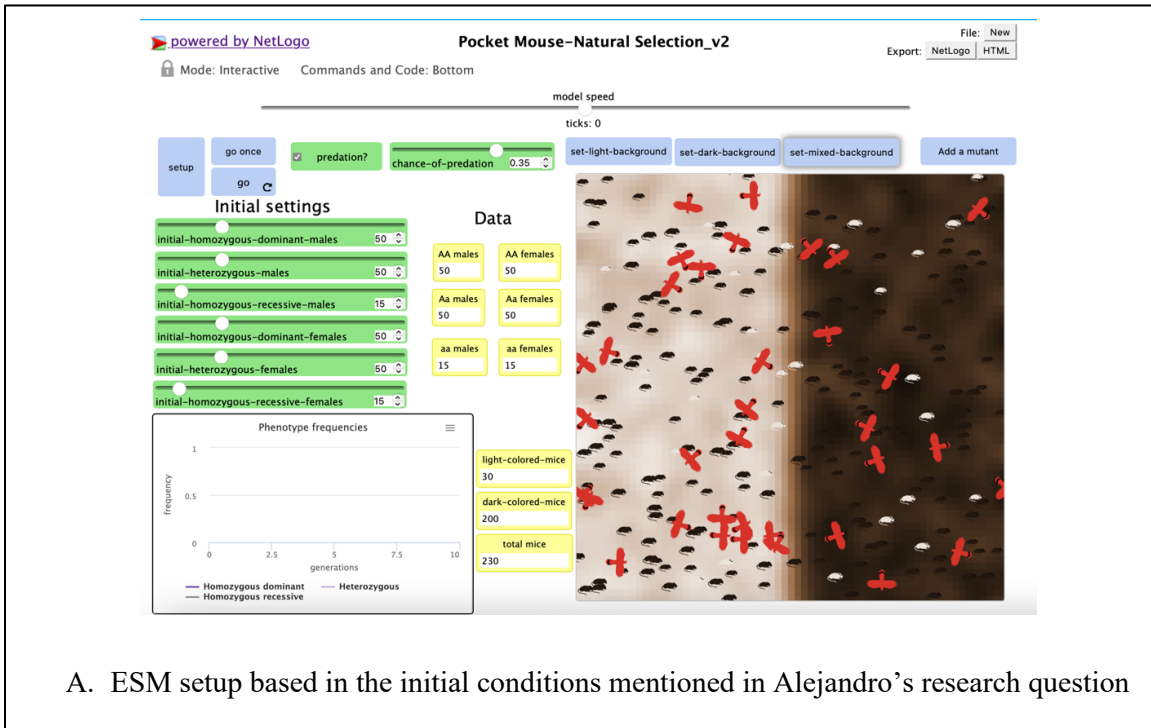 powered by NetLogo
Pocket Mouse-Natural Selection_v2
File: New
Export: NetLogo HTML
Mode: Interactive Commands and Code: Bottom
model speed
ticks: 0
setup
go once
go
predation?
chance-of-predation 0.35
set-light-background
set-dark-background
set-mixed-background
Add a mutant
Initial settings
initial-homozygous-dominant-males 50
initial-heterozygous-males 50
initial-homozygous-recessive-males 15
initial-homozygous-dominant-females 50
initial-heterozygous-females 50
initial-homozygous-recessive-females 15
Data
AA males
50
AA females
50
Aa males
50
Aa females
50
aa males
15
aa females
15
Phenotype frequencies
frequency
1
0.5
0
0 2.5 5 7.5 10
generations
Homozygous dominant Heterozygous
Homozygous recessive
light-colored-mice
30
dark-colored-mice
200
total mice
230
A. ESM setup based in the initial conditions mentioned in Alejandro's research question